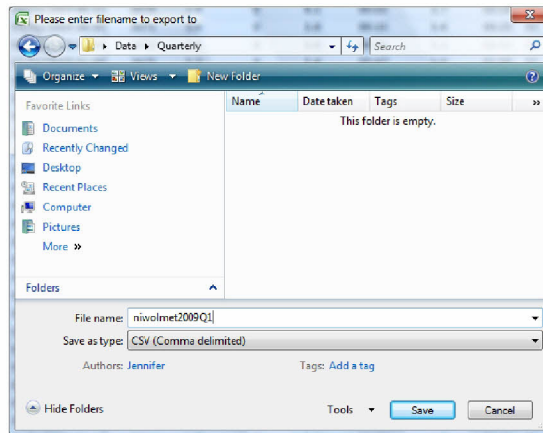 Please enter filename to export to
Data Quarterly
Search
Organize Views New Folder
Favorite Links
Name Date taken Tags Size »
This folder is empty.
Documents
Recently Changed
Desktop
Recent Places
Computer
Pictures
More »
Folders
File name: niwolmet2009Q1
Save as type: CSV (Comma delimited)
Authors: Jennifer Tags: Add a tag
Hide Folders Tools Save Cancel